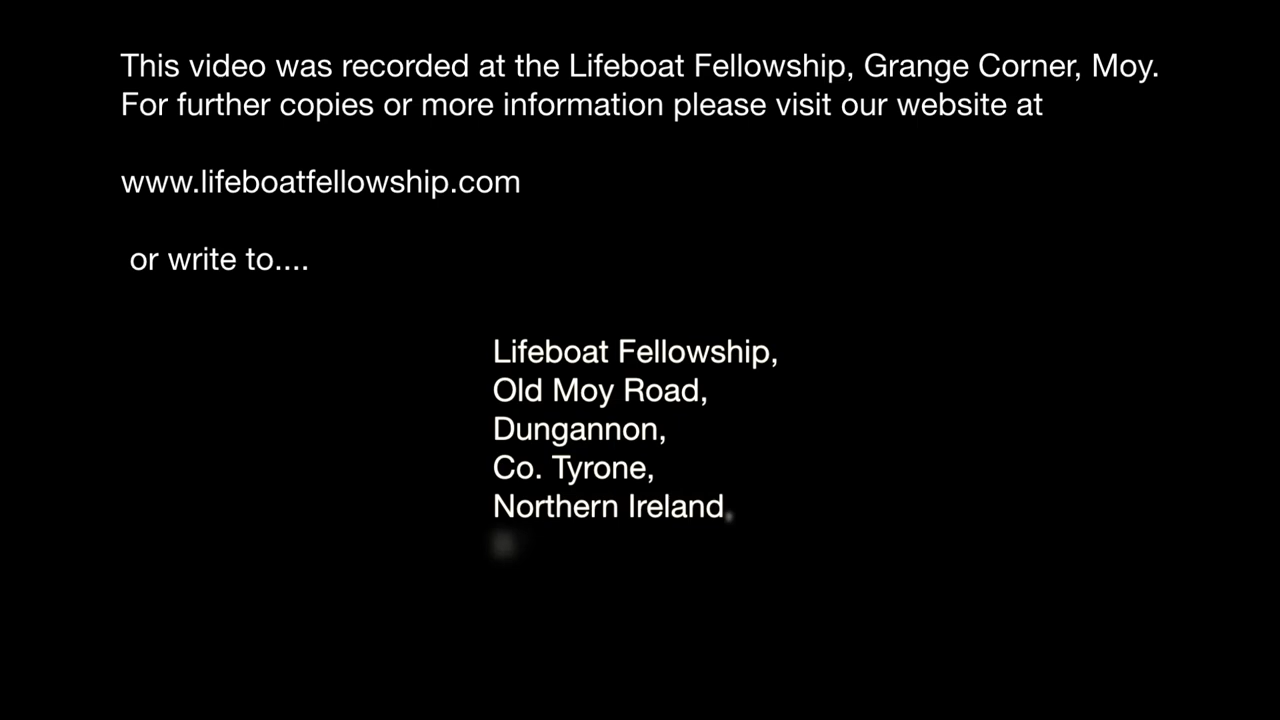 This video was recorded at the Lifeboat Fellowship, Grange Corner, Moy.
For further copies or more information please visit our website at
www.lifeboatfellowship.com
or write to....
Lifeboat Fellowship,
Old Moy Road,
Dungannon,
Co. Tyrone,
Northern Ireland,